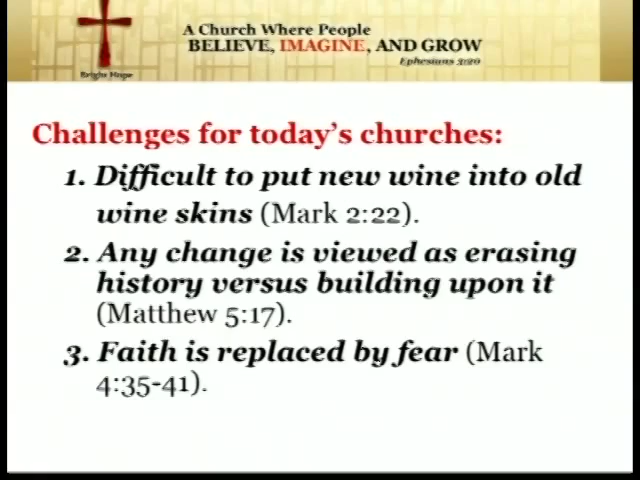 A Church Where People
BELIEVE, IMAGINE, AND GROW
Ephesians 3:20
Bright Hope
Challenges for today's churches:
1. Difficult to put new wine into old
wine skins (Mark 2:22).
2. Any change is viewed as erasing
history versus building upon it
(Matthew 5:17).
3. Faith is replaced by fear (Mark
4:35-41).